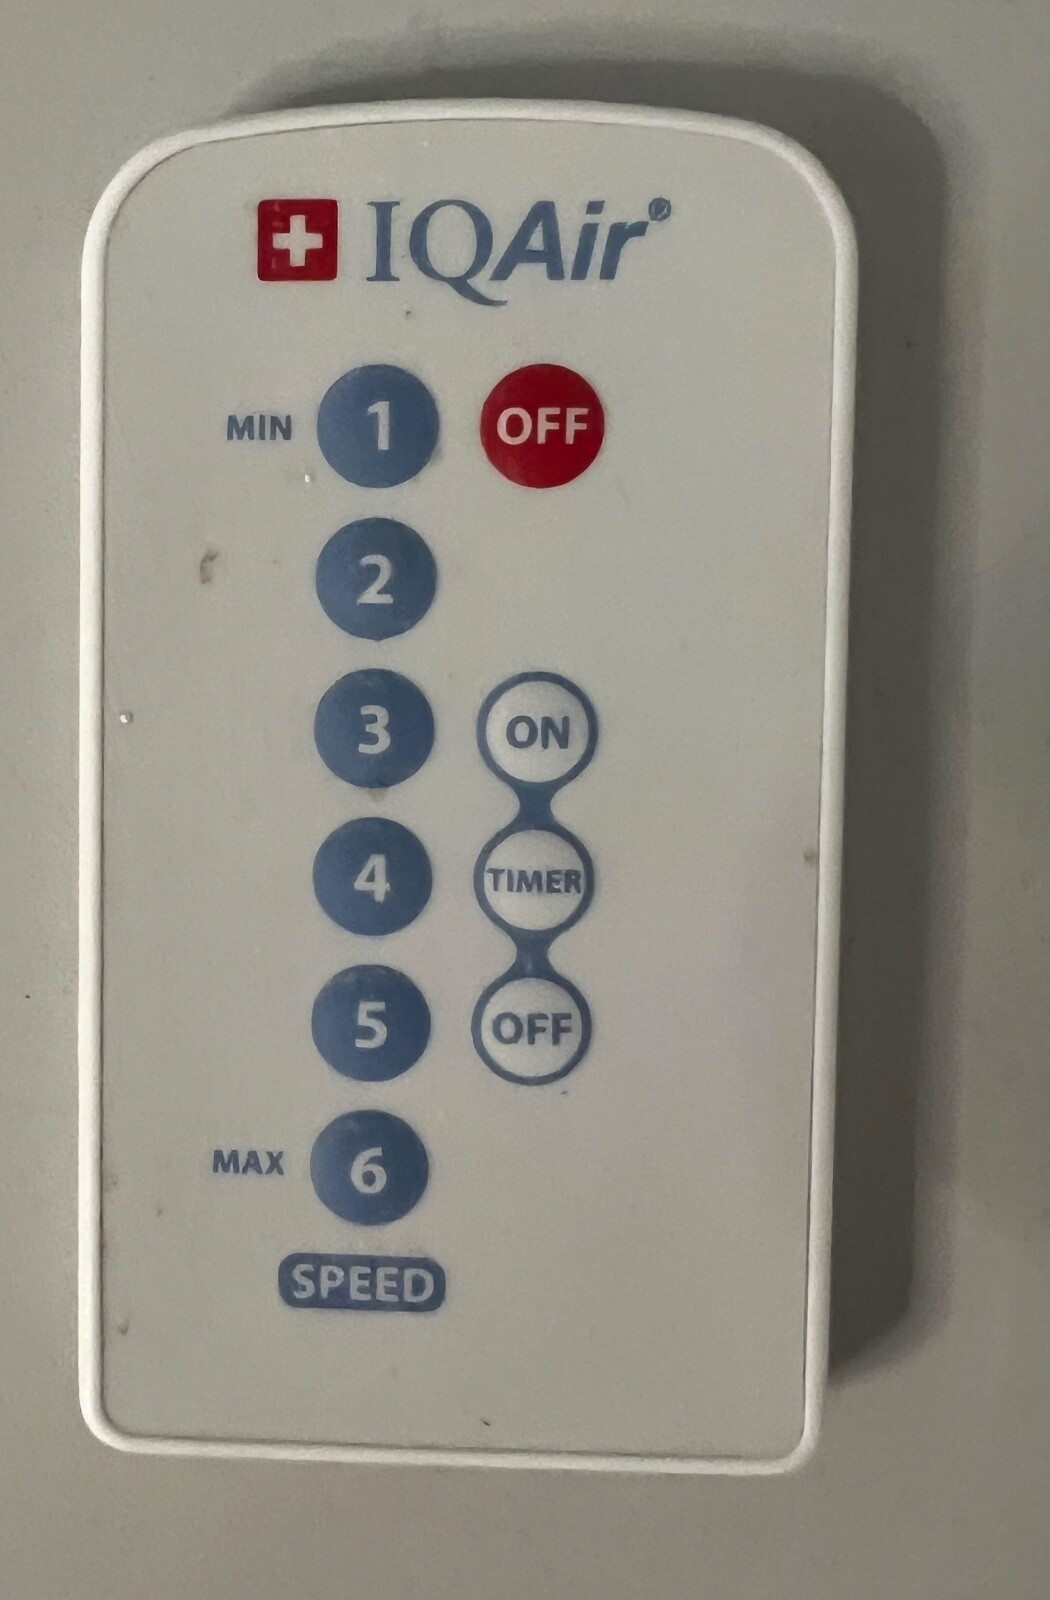 IQAir®
MIN 1 OFF
2
3 ON
4 TIMER
5 OFF
MAX 6
SPEED